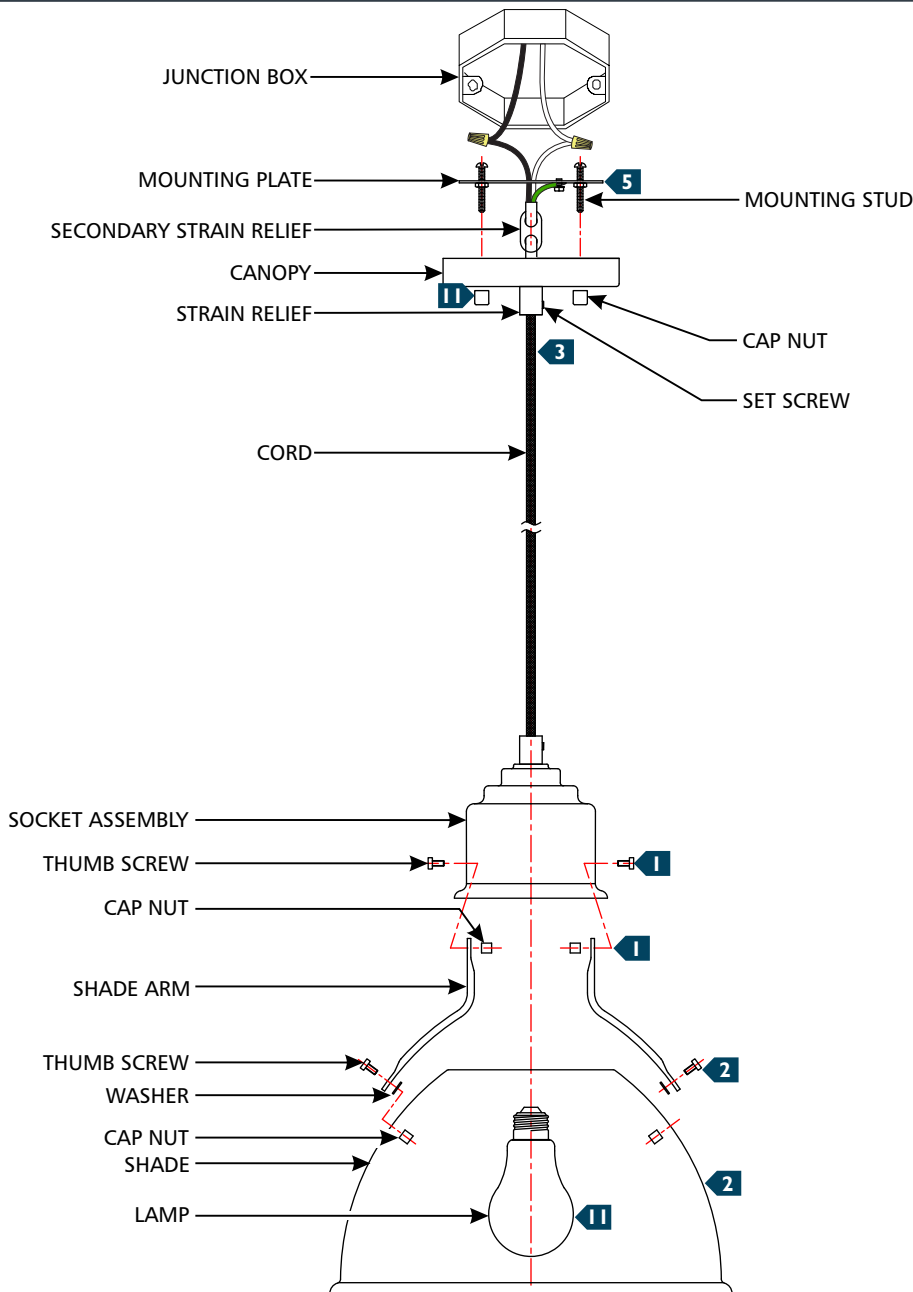 JUNCTION BOX
MOUNTING PLATE
5
MOUNTING STUD
SECONDARY STRAIN RELIEF
CANOPY
11
STRAIN RELIEF
CAP NUT
3
SET SCREW
CORD
SOCKET ASSEMBLY
THUMB SCREW
1
CAP NUT
1
SHADE ARM
THUMB SCREW
2
WASHER
CAP NUT
SHADE
2
LAMP
11